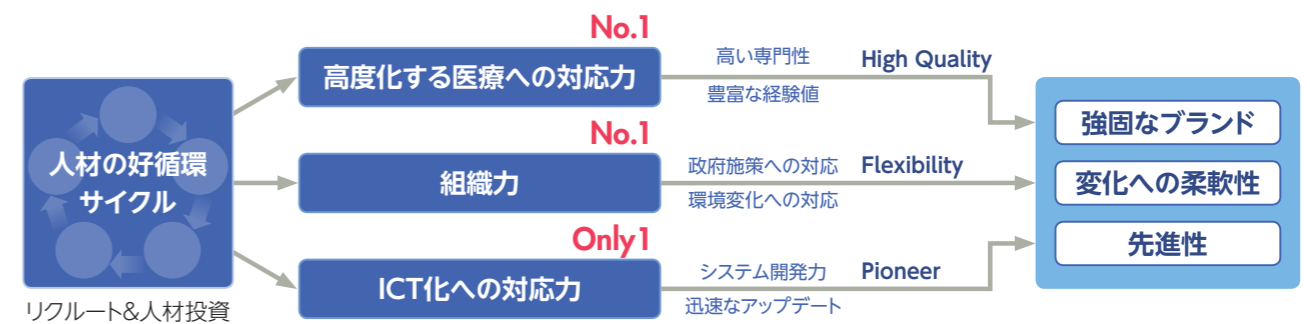 人材の好循環
サイクル
リクルート&人材投資
No.1
高度化する医療への対応力
高い専門性
豊富な経験値
High Quality
No.1
組織力
政府施策への対応
環境変化への対応
Flexibility
Only1
ICT化への対応力
システム開発力
迅速なアップデート
Pioneer
強固なブランド
変化への柔軟性
先進性